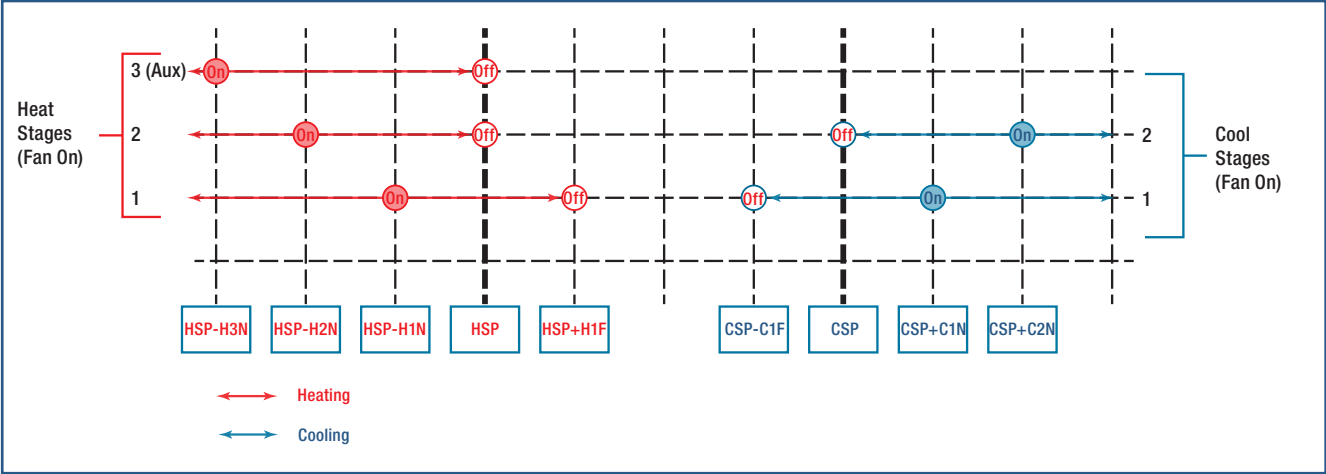 3 (Aux) On Off
Heat
Stages
(Fan On)
2 On Off Off On 2
Cool
Stages
(Fan On)
1 On Off Off On 1
HSP-H3N HSP-H2N HSP-H1N HSP HSP+H1F CSP-C1F CSP CSP+C1N CSP+C2N
Heating
Cooling